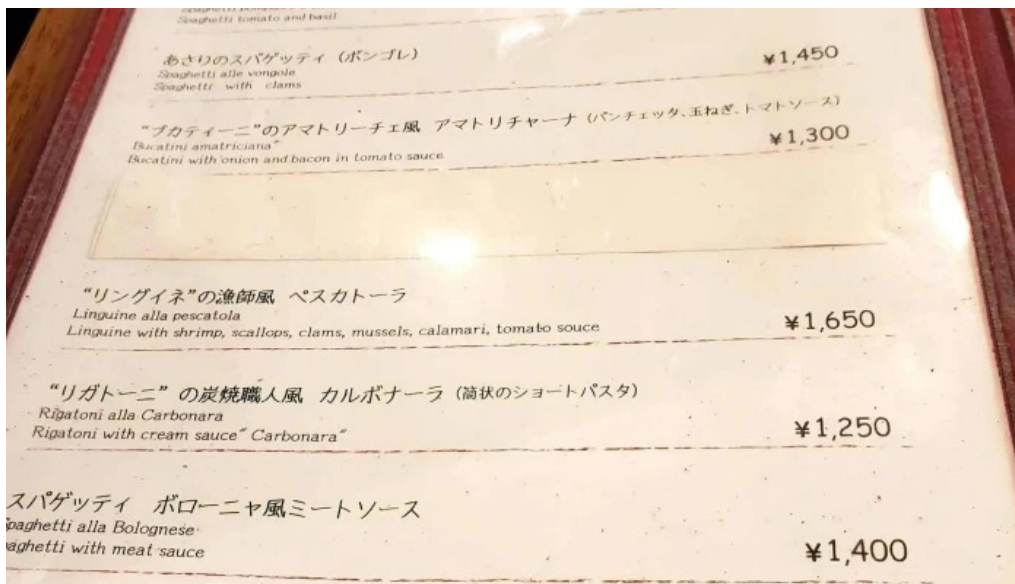 Spaghetti tomato and basil
あさりのスパゲッティ (ボンゴレ)
¥1,450
Spaghetti alle vongole
Spaghetti with clams
"ブカティーニ"のアマトリーチェ風 アマトリチャーナ (パンチェッタ、玉ねぎ、トマトソース)
¥1,300
Bucatini amatriciana"
Bucatini with onion and bacon in tomato sauce
"リングイネ"の漁師風 ペスカトーラ
Linguine alla pescatola
¥1,650
Linguine with shrimp, scallops, clams, mussels, calamari, tomato souce
"リガトーニ" の炭焼職人風 カルボナーラ (筒状のショートパスタ)
Rigatoni alla Carbonara
¥1,250
Rigatoni with cream sauce" Carbonara"
スパゲッティ ボローニャ風ミートソース
paghetti alla Bolognese
aghetti with meat sauce
¥1,400